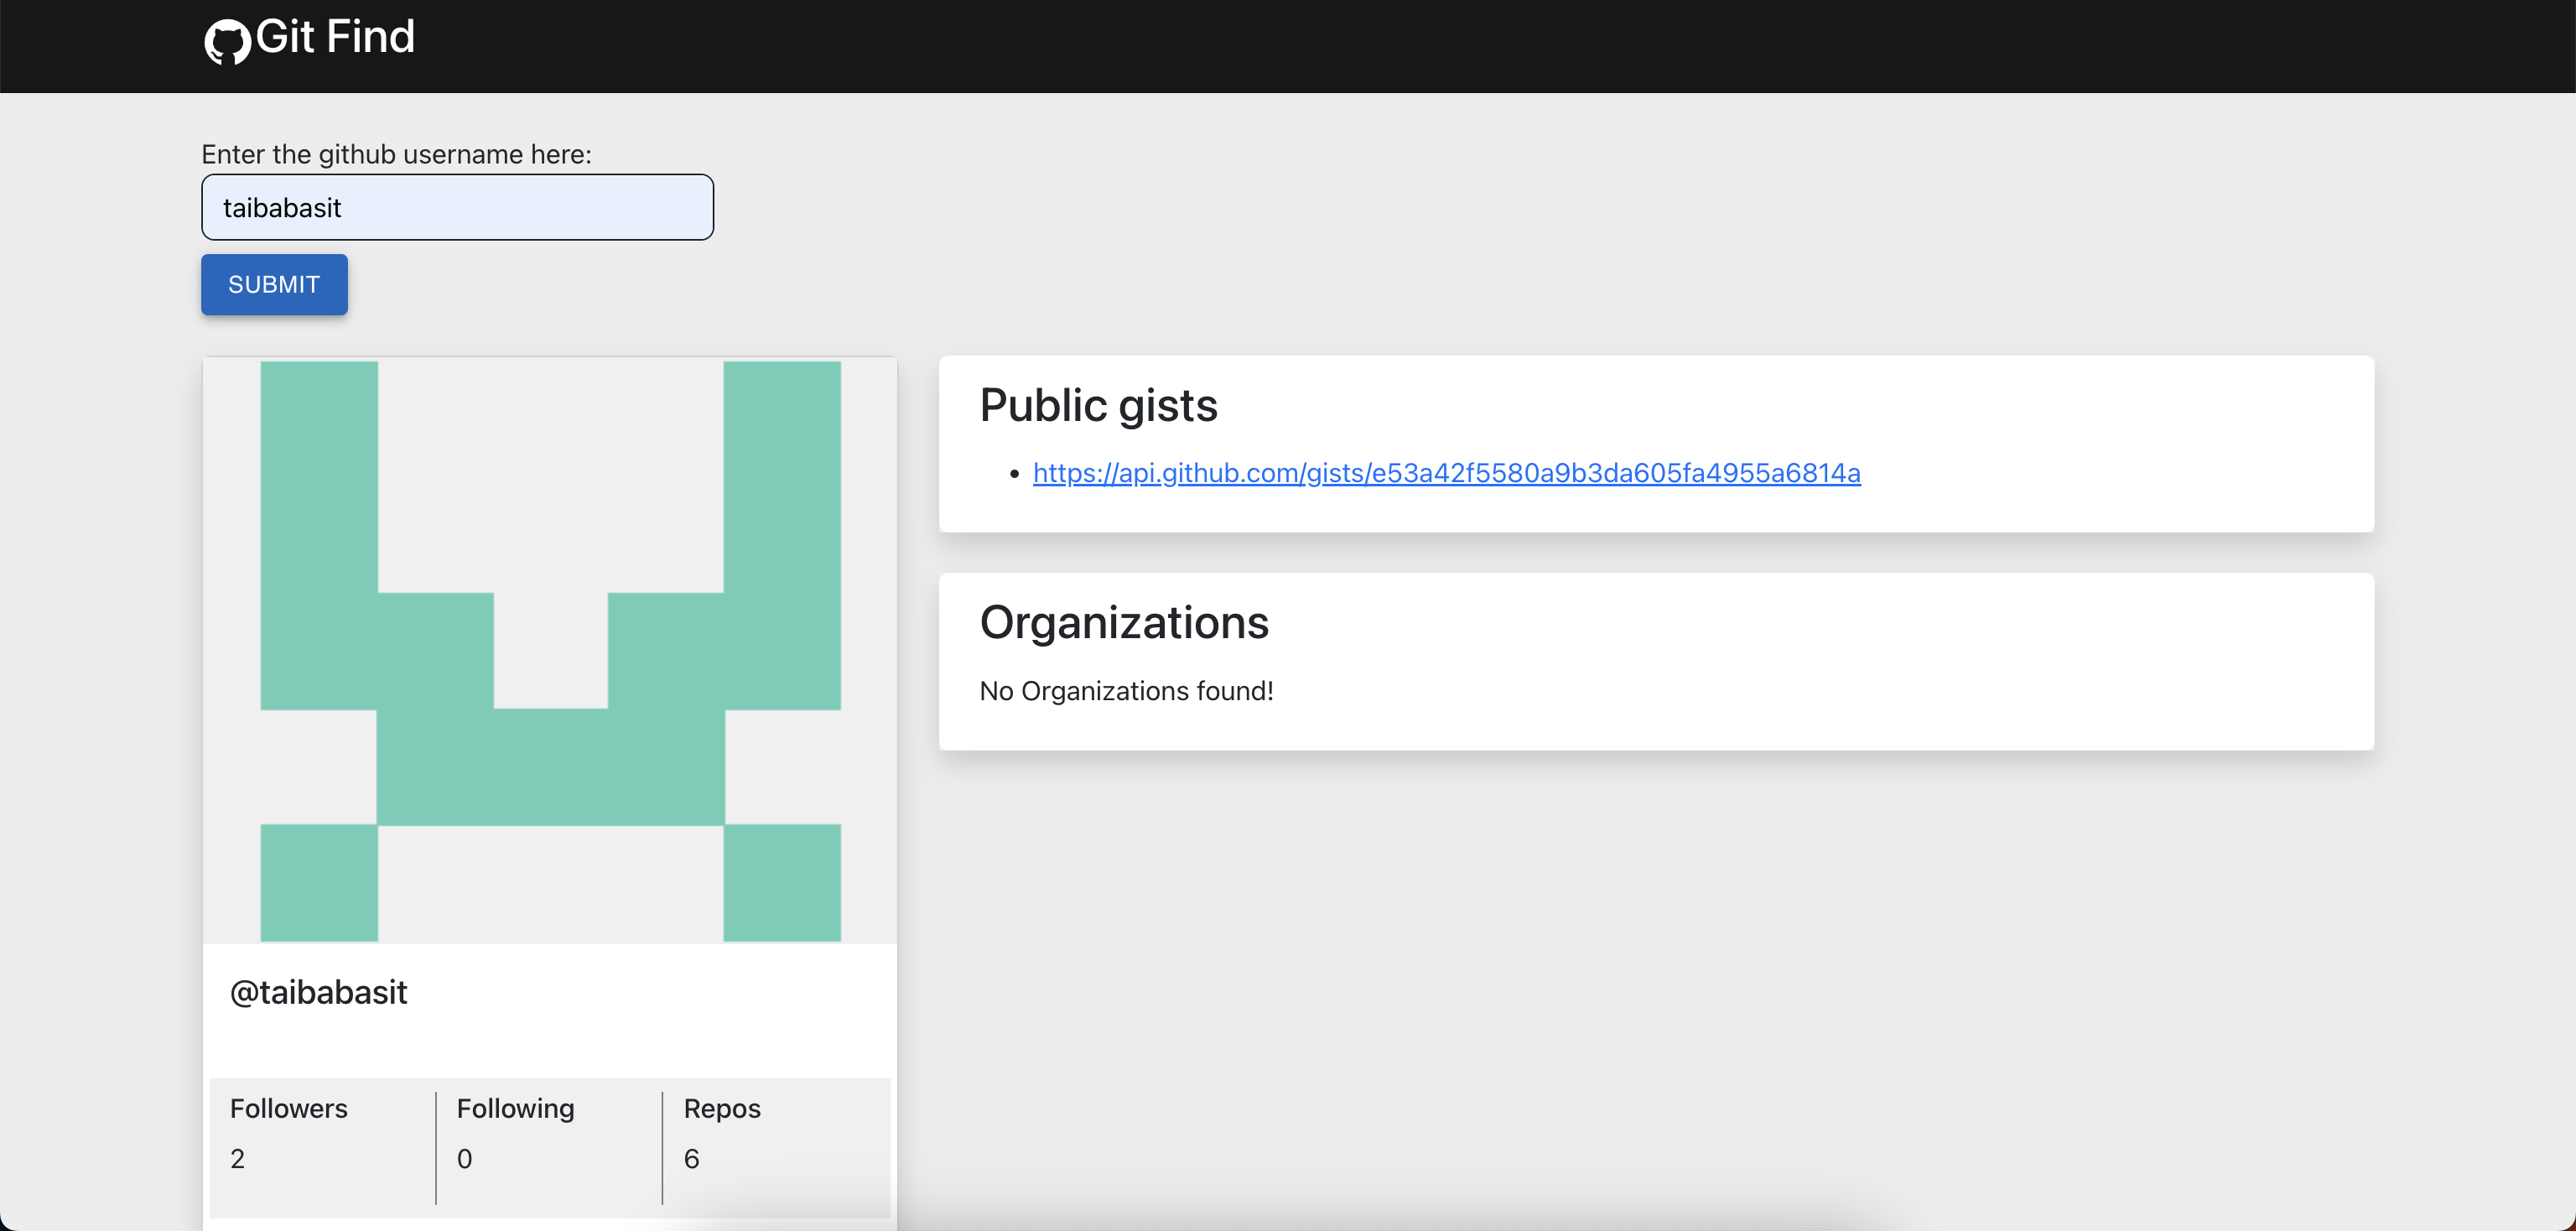 Git Find
Enter the github username here:
taibabasit
SUBMIT
Public gists
https://api.github.com/gists/e53a42f5580a9b3da605fa4955a6814a
Organizations
No Organizations found!
@taibabasit
Followers Following Repos
2 0 6